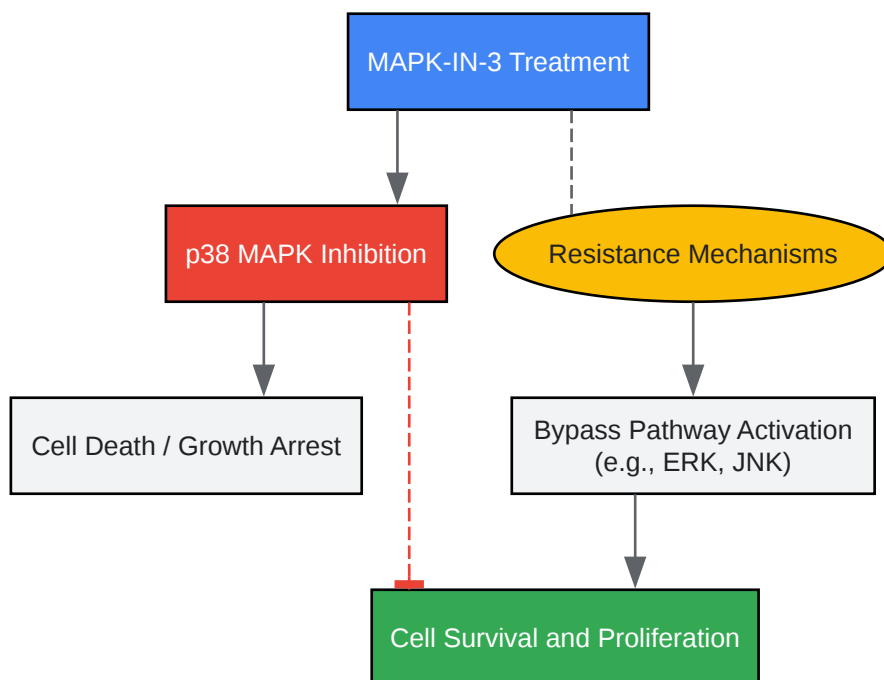 MAPK-IN-3 Treatment
p38 MAPK Inhibition
Resistance Mechanisms
Cell Death / Growth Arrest
Bypass Pathway Activation
(e.g., ERK, JNK)
Cell Survival and Proliferation